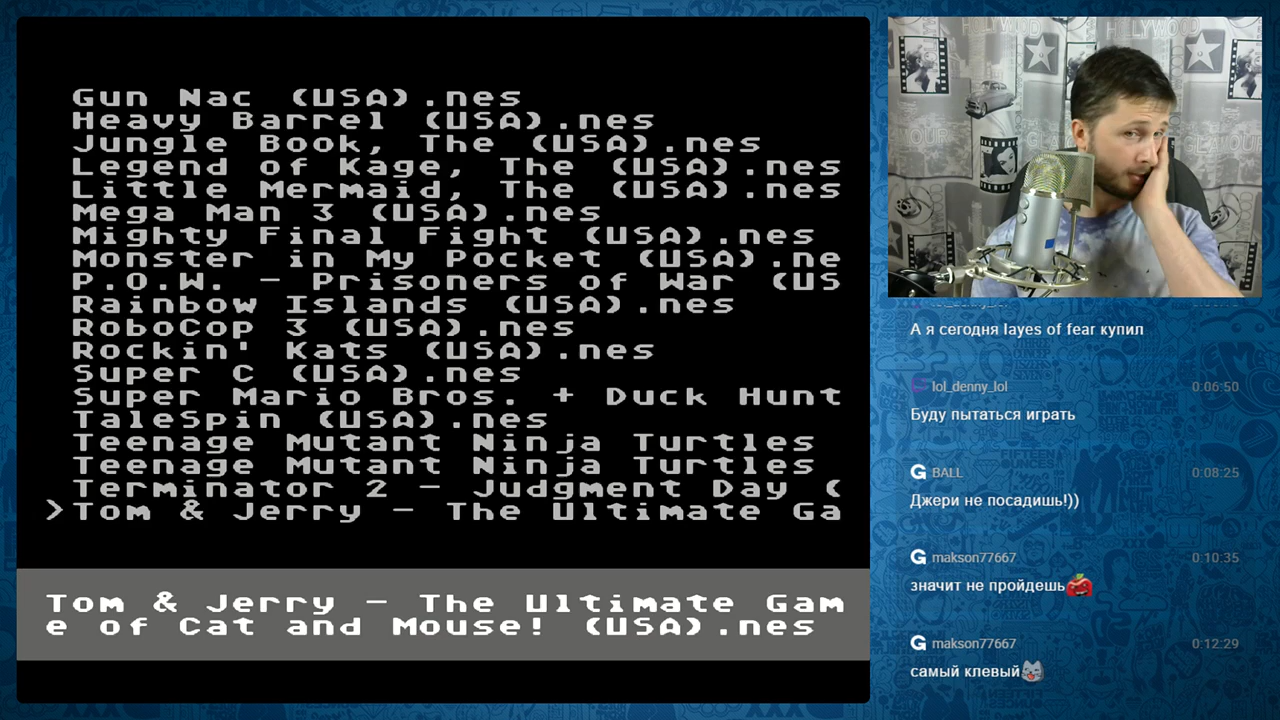 Gun Nac (USA).nes
Heavy Barrel (USA).nes
Jungle Book, The (USA).nes
Legend of Kage, The (USA).nes
Little Mermaid, The (USA).nes
Mega Man 3 (USA).nes
Mighty Final Fight (USA).nes
Monster in My Pocket (USA).ne
P.O.W. - Prisoners of War (US
Rainbow Islands (USA).nes
RoboCop 3 (USA).nes
Rockin' Kats (USA).nes
Super C (USA).nes
Super Mario Bros. + Duck Hunt
TaleSpin (USA).nes
Teenage Mutant Ninja Turtles
Teenage Mutant Ninja Turtles
Terminator 2 - Judgment Day (
>Tom & Jerry - The Ultimate Ga
Tom & Jerry - The Ultimate Gam
e of Cat and Mouse! (USA).nes
HOLLYWOOD
А я сегодня layes of fear купил
lol_denny_lol 0:06:50
Буду пытаться играть
G BALL 0:08:25
Джери не посадишь!))
G makson77667 0:10:35
значит не пройдешь
G makson77667 0:12:29
самый клевый